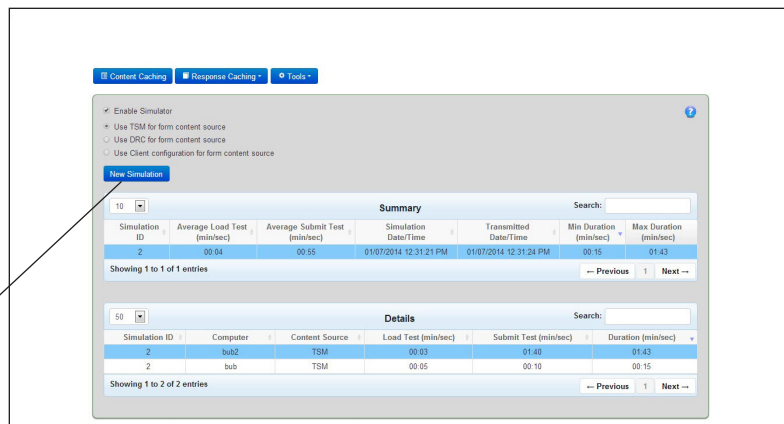 Content Caching Response Caching Tools
Enable Simulator
Use TSM for form content source
Use DRC for form content source
Use Client configuration for form content source
New Simulation
10 Summary Search:
Simulation ID Average Load Test (min/sec) Average Submit Test (min/sec) Simulation Date/Time Transmitted Date/Time Min Duration (min/sec) Max Duration (min/sec)
2 00:04 00:55 01/07/2014 12:31:21 PM 01/07/2014 12:31:24 PM 00:15 01:43
Showing 1 to 1 of 1 entries ← Previous 1 Next →
50 Details Search:
Simulation ID Computer Content Source Load Test (min/sec) Submit Test (min/sec) Duration (min/sec)
2 bub2 TSM 00:03 01:40 01:43
2 bub TSM 00:05 00:10 00:15
Showing 1 to 2 of 2 entries ← Previous 1 Next →